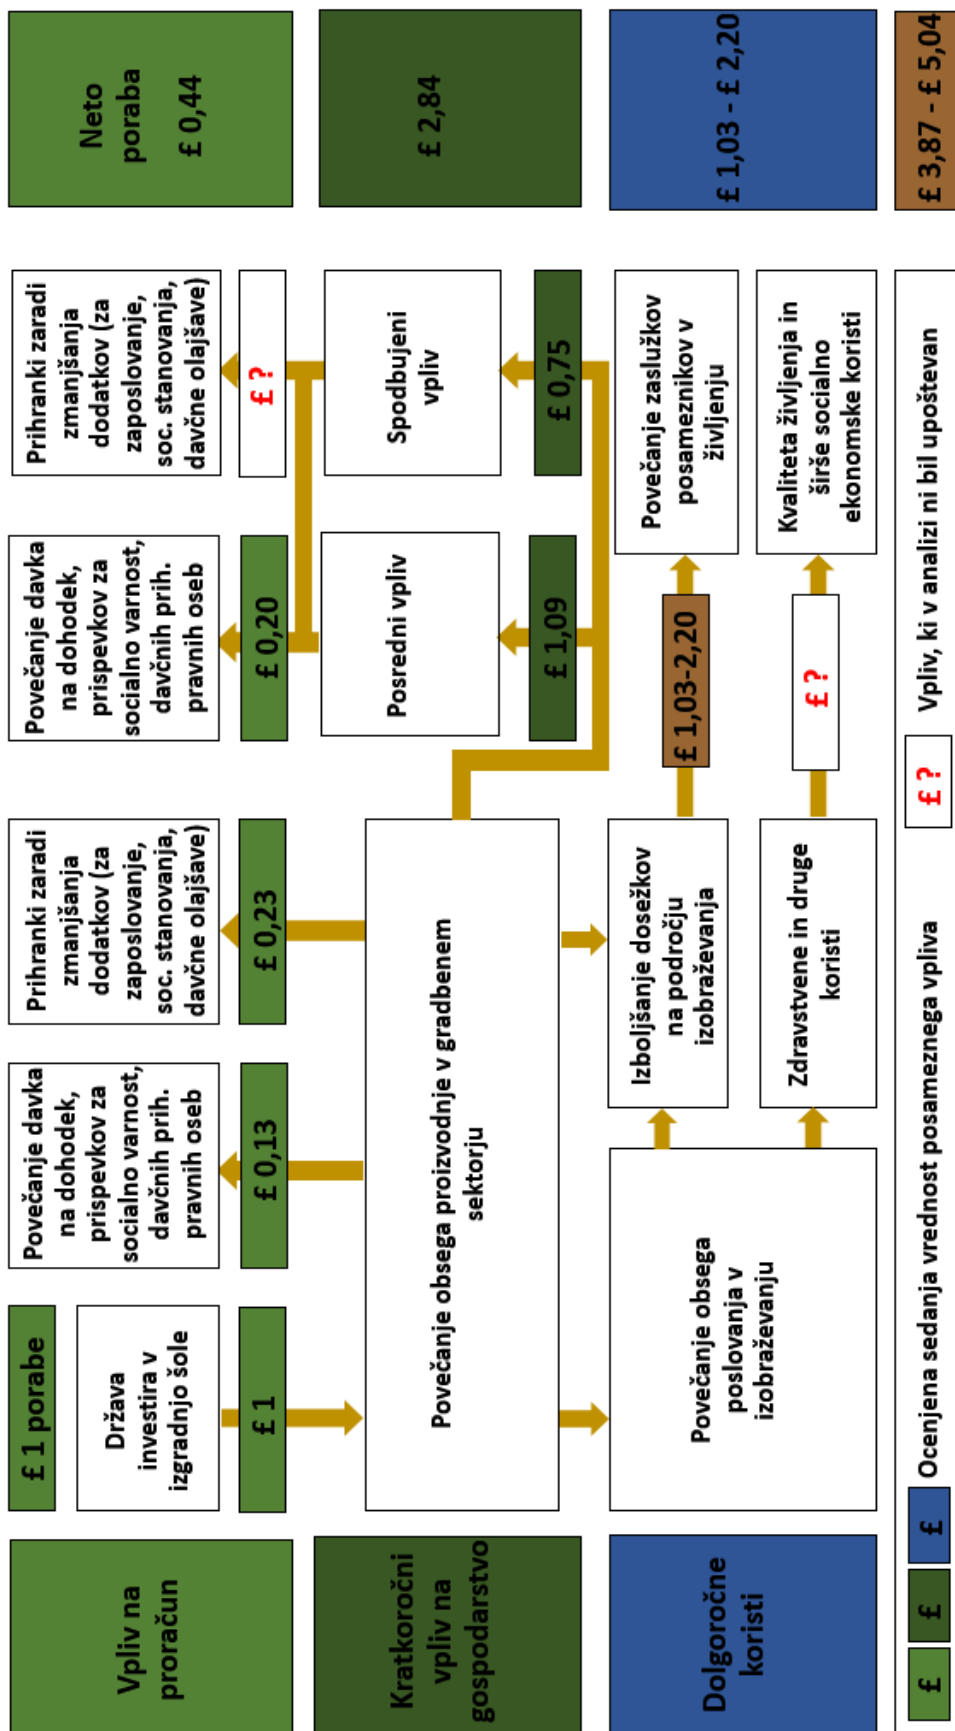 Vpliv na
proračun
£ 1 porabe
Država
investira v
izgradnjo šole
£ 1
Povečanje davka
na dohodek,
prispevkov za
socialno varnost,
davčnih prih.
pravnih oseb
£ 0,13
Prihranki zaradi
zmanjšanja
dodatkov (za
zaposlovanje,
soc. stanovanja,
davčne olajšave)
£ 0,23
Povečanje davka
na dohodek,
prispevkov za
socialno varnost,
davčnih prih.
pravnih oseb
£ 0,20
Prihranki zaradi
zmanjšanja
dodatkov (za
zaposlovanje,
soc. stanovanja,
davčne olajšave)
£ ?
Neto
poraba
£ 0,44
Kratkoročni
vpliv na
gospodarstvo
Povečanje obsega proizvodnje v gradbenem
sektorju
Posredni vpliv
£ 1,09
Spodbujeni
vpliv
£ 0,75
£ 2,84
Dolgoročne
koristi
Povečanje obsega
poslovanja v
izobraževanju
Izboljšanje dosežkov
na področju
izobraževanja
£ 1,03-2,20
Povečanje zaslužkov
posameznikov v
življenju
Zdravstvene in druge
koristi
£ ?
Kvaliteta življenja in
širše socialno
ekonomske koristi
£ 1,03 - £ 2,20
£
£
£
Ocenjena sedanja vrednost posameznega vpliva
£ ?
Vpliv, ki v analizi ni bil upoštevan
£ 3,87 - £ 5,04